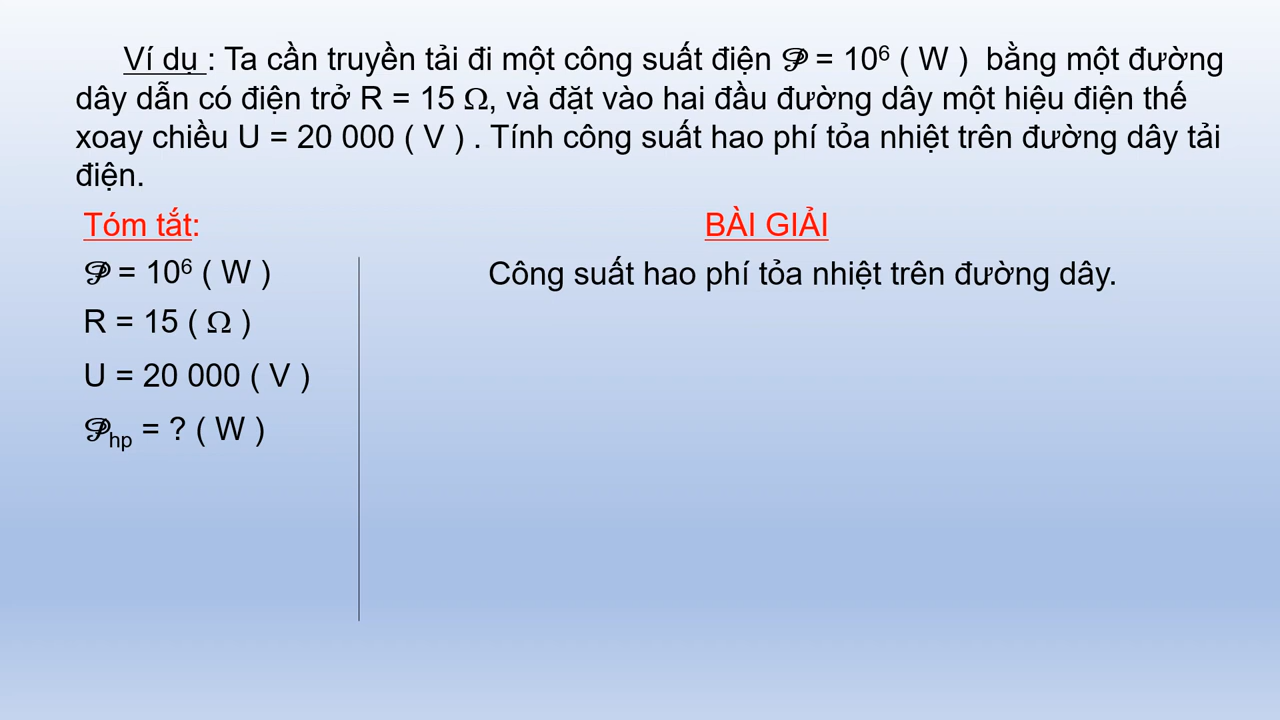 Ví dụ : Ta cần truyền tải đi một công suất điện 𝒫 = 10⁶ ( W ) bằng một đường
dây dẫn có điện trở R = 15 Ω, và đặt vào hai đầu đường dây một hiệu điện thế
xoay chiều U = 20 000 ( V ) . Tính công suất hao phí tỏa nhiệt trên đường dây tải
điện.
Tóm tắt:
𝒫 = 10⁶ ( W )
R = 15 ( Ω )
U = 20 000 ( V )
𝒫hp = ? ( W )
BÀI GIẢI
Công suất hao phí tỏa nhiệt trên đường dây.